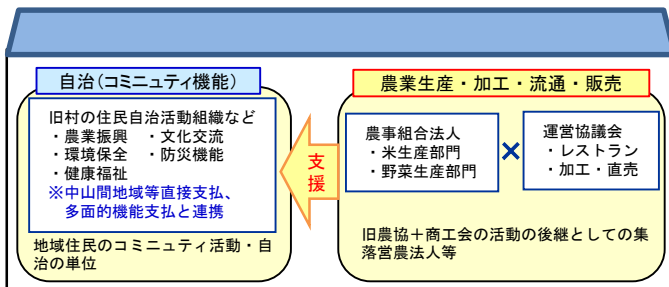 自治（コミニュティ機能）
旧村の住民自治活動組織など
・農業振興　・文化交流
・環境保全　・防災機能
・健康福祉
※中山間地域等直接支払、
多面的機能支払と連携
地域住民のコミニュティ活動・自
治の単位
支援
農業生産・加工・流通・販売
農事組合法人
・米生産部門
・野菜生産部門
×
運営協議会
・レストラン
・加工・直売
旧農協＋商工会の活動の後継としての集
落営農法人等